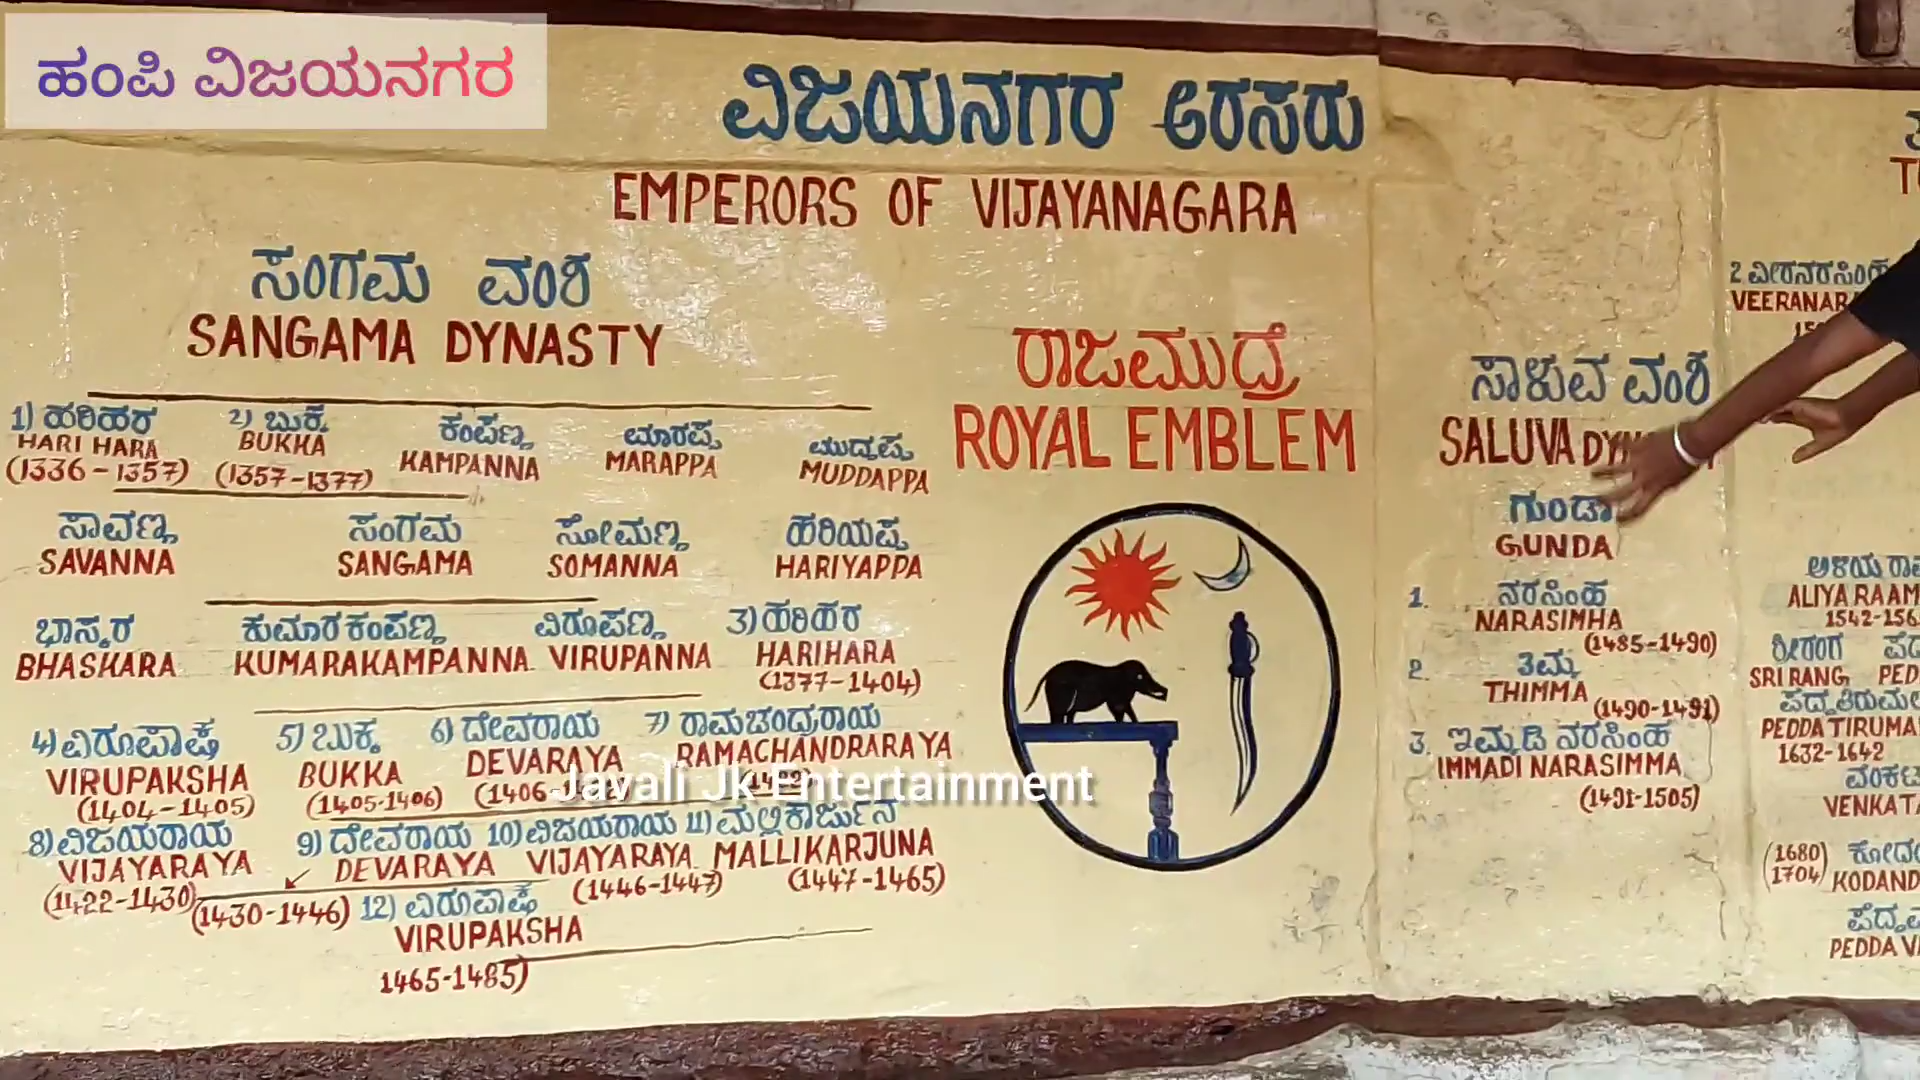 ಹಂಪಿ ವಿಜಯನಗರ
ವಿಜಯನಗರ ಅರಸರು
EMPERORS OF VIJAYANAGARA
ಸಂಗಮ ವಂಶ
SANGAMA DYNASTY
1) ಹರಿಹರ 2) ಬುಕ್ಕ ಕಂಪಣ್ಣ ಮಾರಪ್ಪ ಮುದ್ದಪ್ಪ
HARI HARA BUKKA KAMPANNA MARAPPA MUDDAPPA
(1336-1357) (1357-1377)
ಸಾವಣ್ಣ ಸಂಗಮ ಸೋಮಣ್ಣ ಹರಿಯಪ್ಪ
SAVANNA SANGAMA SOMANNA HARIYAPPA
ಭಾಸ್ಕರ ಕುಮಾರಕಂಪಣ್ಣ ವಿರೂಪಣ್ಣ 3) ಹರಿಹರ
BHASKARA KUMARAKAMPANNA VIRUPANNA HARIHARA
(1377-1404)
4) ವಿರೂಪಾಕ್ಷ 5) ಬುಕ್ಕ 6) ದೇವರಾಯ 7) ರಾಮಚಂದ್ರರಾಯ
VIRUPAKSHA BUKKA DEVARAYA RAMACHANDRARAYA
(1404-1405) (1405-1406) (1406-
8) ವಿಜಯರಾಯ 9) ದೇವರಾಯ 10) ವಿಜಯರಾಯ 11) ಮಲ್ಲಿಕಾರ್ಜುನ
VIJAYARAYA DEVARAYA VIJAYARAYA MALLIKARJUNA
(1422-1430) (1430-1446) (1446-1447) (1447-1465)
12) ವಿರುಪಾಕ್ಷ
VIRUPAKSHA
1465-1485)
ರಾಜಮುದ್ರೆ
ROYAL EMBLEM
Javali Jk Entertainment
ಸಾಳುವ ವಂಶ
SALUVA
ಗುಂಡಾ
GUNDA
1. ನರಸಿಂಹ
NARASIMHA
(1485-1490)
2. ತಿಮ್ಮ
THIMMA
(1490-1491)
3. ಇಮ್ಮಡಿ ನರಸಿಂಹ
IMMADI NARASIMMA
(1491-1505)
2 ವೀರನರಸಿಂಹ
VEERANAR
ಅಳಿಯ ರಾಮ
ALIYA RAAM
1542-156
SRI RANG PED
PEDDA TIRUMA
1632-1642
ವೆಂಕಟ
VENKATA
(1680
1704)
KODAND
PEDDA V